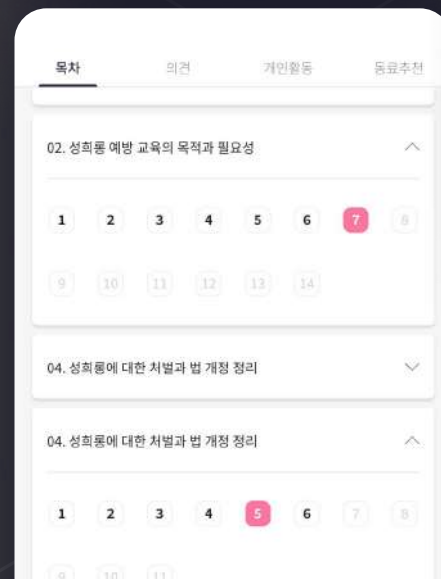 목차 의견 개인활동 동료추천
02. 성희롱 예방 교육의 목적과 필요성
1 2 3 4 5 6 7 8
9 10 11 12 13 14
04. 성희롱에 대한 처벌과 법 개정 정리
04. 성희롱에 대한 처벌과 법 개정 정리
1 2 3 4 5 6 7 8
9 10 11